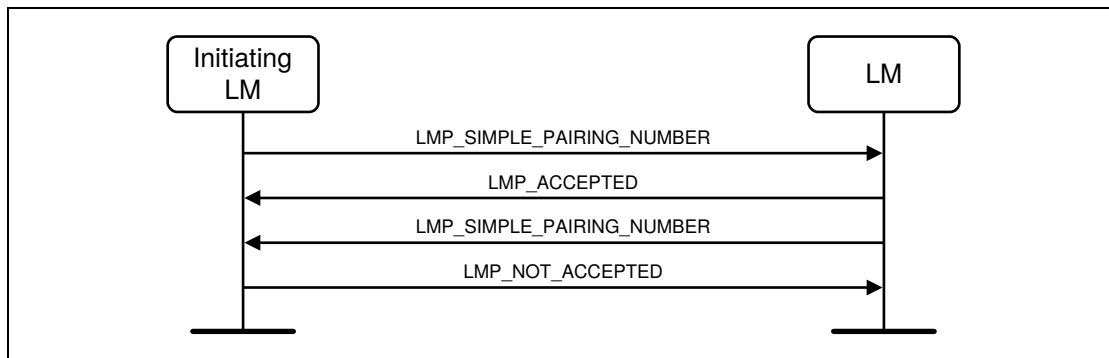 Initiating
LM
LM
LMP_SIMPLE_PAIRING_NUMBER
LMP_ACCEPTED
LMP_SIMPLE_PAIRING_NUMBER
LMP_NOT_ACCEPTED